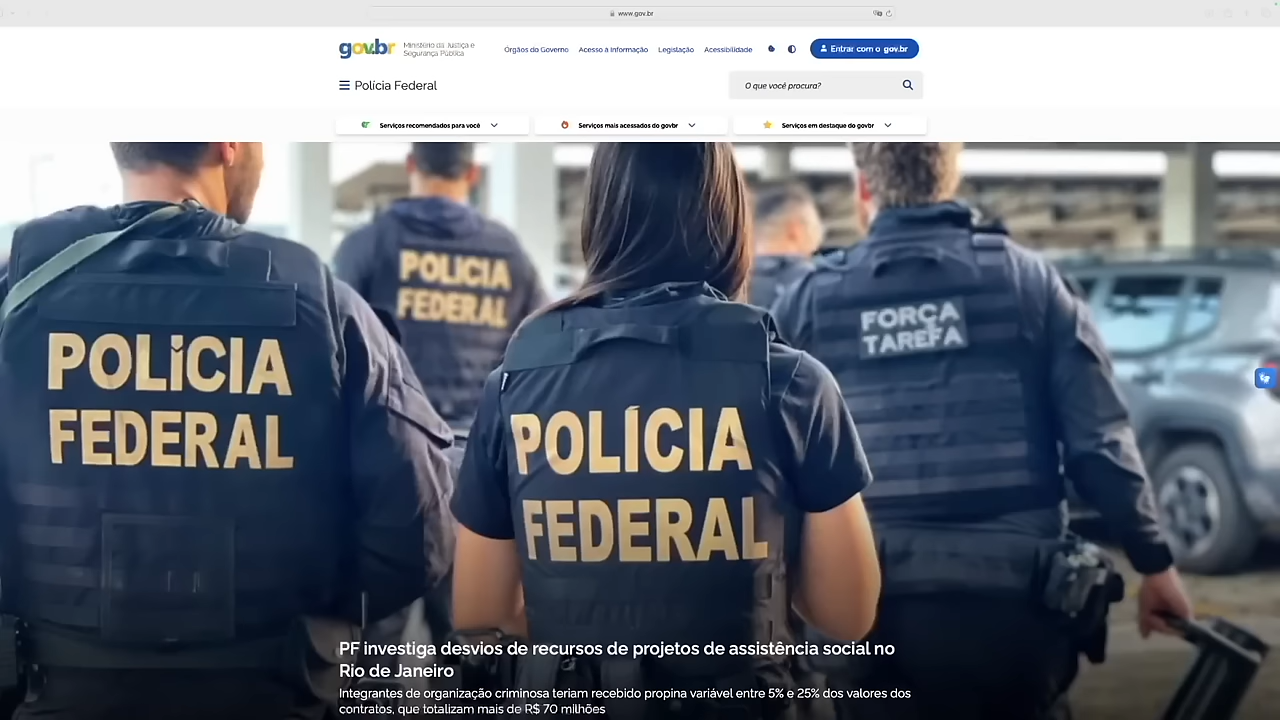 www.gov.br
gov.br
Ministério da Justiça e
Segurança Pública
Órgãos do Governo
Acesso à Informação
Legislação
Acessibilidade
Entrar com o gov.br
Polícia Federal
O que você procura?
Serviços recomendados para você
Serviços mais acessados do govbr
Serviços em destaque do govbr
POLICIA
FEDERAL
FORÇA
TAREFA
POLÍCIA
FEDERAL
POLÍCIA
FEDERAL
PF investiga desvios de recursos de projetos de assistência social no
Rio de Janeiro
Integrantes de organização criminosa teriam recebido propina variável entre 5% e 25% dos valores dos
contratos, que totalizam mais de R$ 70 milhões